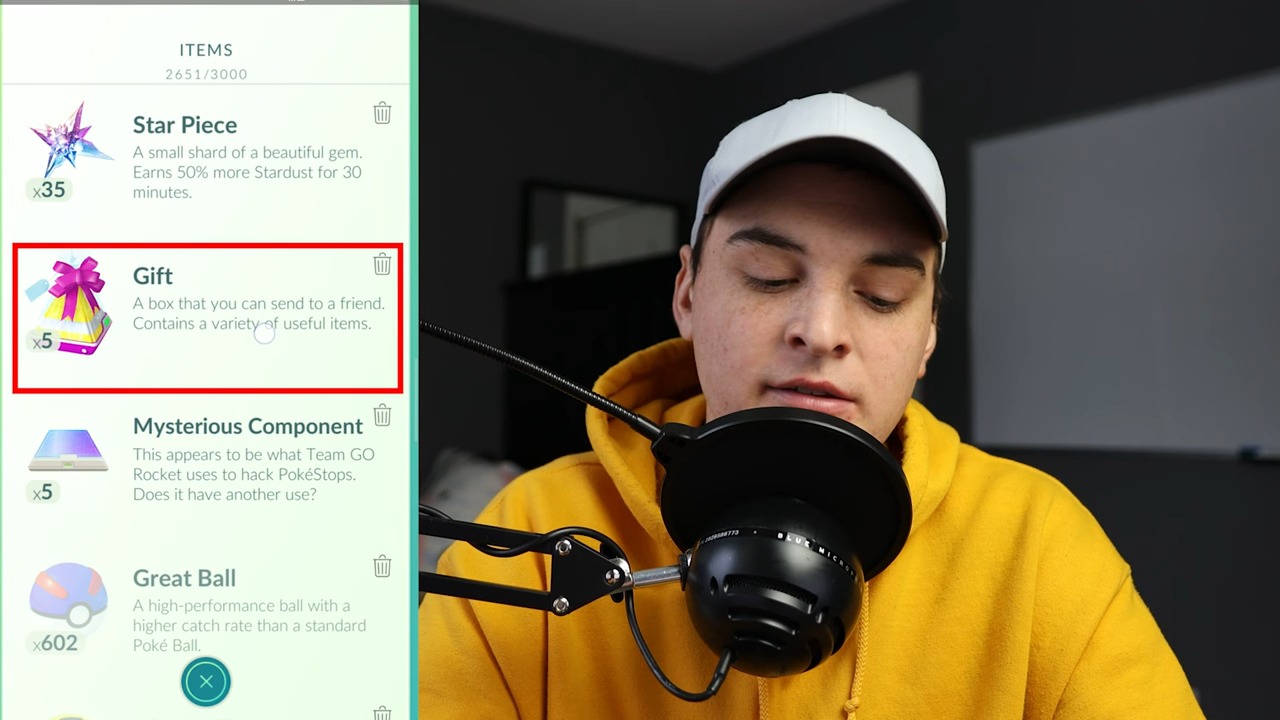 ITEMS
2651/3000
Star Piece
A small shard of a beautiful gem.
Earns 50% more Stardust for 30
minutes.
x35
Gift
A box that you can send to a friend.
Contains a variety of useful items.
x5
Mysterious Component
This appears to be what Team GO
Rocket uses to hack PokéStops.
Does it have another use?
x5
Great Ball
A high-performance ball with a
higher catch rate than a standard
Poké Ball.
x602
BLUE MICRO